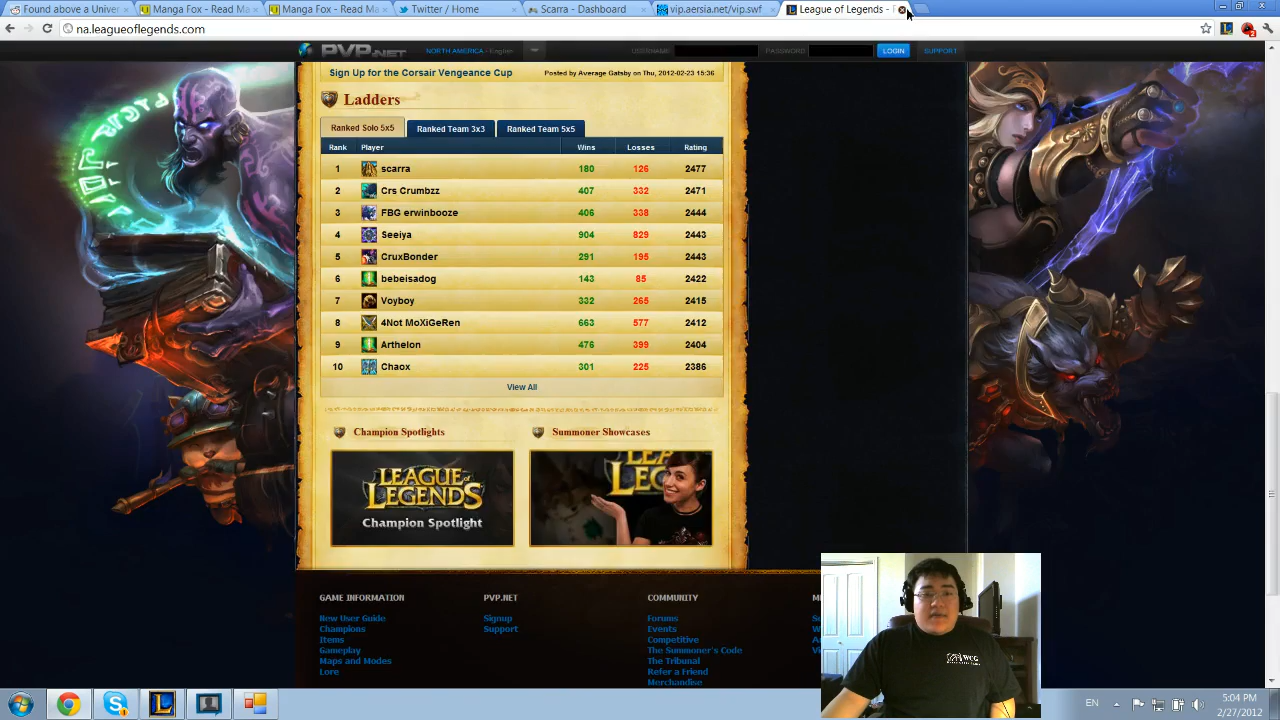 Found above a Univer
Manga Fox - Read Man
Manga Fox - Read Man
Twitter / Home
Scarra - Dashboard
vip.persia.net/vip.swf
League of Legends -
na.leagueoflegends.com
PVP.NET NORTH AMERICA - English USERNAME PASSWORD LOGIN SUPPORT
Sign Up for the Corsair Vengeance Cup Posted by Average Gatsby on Thu, 2012-02-23 15:36
Ladders
Ranked Solo 5x5 Ranked Team 3x3 Ranked Team 5x5
Rank Player Wins Losses Rating
1 scarra 180 126 2477
2 Crs Crumbzz 407 332 2471
3 FBG erwinbooze 406 338 2444
4 Seeiya 904 829 2443
5 CruxBonder 291 195 2443
6 bebeisadog 143 85 2422
7 Voyboy 332 265 2415
8 4Not MoXiGeRen 663 577 2412
9 Arthelon 476 399 2404
10 Chaox 301 225 2386
View All
Champion Spotlights Summoner Showcases
LEAGUE OF LEGENDS
Champion Spotlight
GAME INFORMATION PVP.NET COMMUNITY
New User Guide Signup Forums
Champions Support Events
Items Competitive
Gameplay The Summoner's Code
Maps and Modes The Tribunal
Lore Refer a Friend
Merchandise
WCG
EN 5:04 PM
2/27/2012